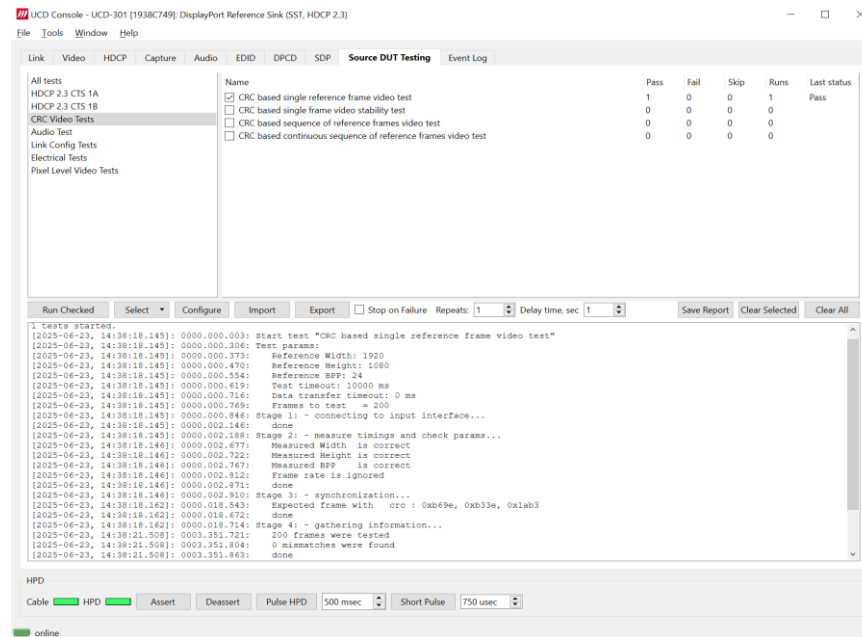 UCD Console - UCD-301 [1938C749]: DisplayPort Reference Sink (SST, HDCP 2.3)
File Tools Window Help
Link Video HDCP Capture Audio EDID DPCD SDP Source DUT Testing Event Log
All tests
HDCP 2.3 CTS 1A
HDCP 2.3 CTS 1B
CRC Video Tests
Audio Test
Link Config Tests
Electrical Tests
Pixel Level Video Tests
Name Pass Fail Skip Runs Last status
CRC based single reference frame video test 1 0 0 1 Pass
CRC based single frame video stability test 0 0 0 0
CRC based sequence of reference frames video test 0 0 0 0
CRC based continuous sequence of reference frames video test 0 0 0 0
Run Checked Select Configure Import Export Stop on Failure Repeats: 1 Delay time, sec 1 Save Report Clear Selected Clear All
1 tests started.
[2025-06-23, 14:38:18.145]: 0000.000.003: Start test "CRC based single reference frame video test"
[2025-06-23, 14:38:18.145]: 0000.000.306: Test params:
[2025-06-23, 14:38:18.145]: 0000.000.373: Reference Width: 1920
[2025-06-23, 14:38:18.145]: 0000.000.470: Reference Height: 1080
[2025-06-23, 14:38:18.145]: 0000.000.554: Reference BPP: 24
[2025-06-23, 14:38:18.145]: 0000.000.619: Test timeout: 10000 ms
[2025-06-23, 14:38:18.145]: 0000.000.716: Data transfer timeout: 0 ms
[2025-06-23, 14:38:18.145]: 0000.000.769: Frames to test = 200
[2025-06-23, 14:38:18.145]: 0000.000.846: Stage 1: - connecting to input interface...
[2025-06-23, 14:38:18.145]: 0000.002.146: done
[2025-06-23, 14:38:18.145]: 0000.002.188: Stage 2: - measure timings and check params...
[2025-06-23, 14:38:18.146]: 0000.002.677: Measured Width is correct
[2025-06-23, 14:38:18.146]: 0000.002.722: Measured Height is correct
[2025-06-23, 14:38:18.146]: 0000.002.767: Measured BPP is correct
[2025-06-23, 14:38:18.146]: 0000.002.812: Frame rate is ignored
[2025-06-23, 14:38:18.146]: 0000.002.871: done
[2025-06-23, 14:38:18.146]: 0000.002.910: Stage 3: - synchronization...
[2025-06-23, 14:38:18.162]: 0000.018.543: Expected frame with crc : 0xb69e, 0xb33e, 0x1ab3
[2025-06-23, 14:38:18.162]: 0000.018.672: done
[2025-06-23, 14:38:18.162]: 0000.018.714: Stage 4: - gathering information...
[2025-06-23, 14:38:21.508]: 0003.351.721: 200 frames were tested
[2025-06-23, 14:38:21.508]: 0003.351.804: 0 mismatches were found
[2025-06-23, 14:38:21.508]: 0003.351.863: done
HPD
Cable HPD Assert Deassert Pulse HPD 500 msec Short Pulse 750 usec
online